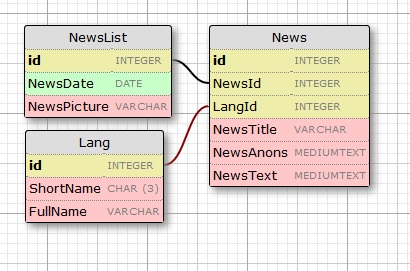 NewsList
id INTEGER
NewsDate DATE
NewsPicture VARCHAR
News
id INTEGER
NewsId INTEGER
LangId INTEGER
NewsTitle VARCHAR
NewsAnons MEDIUMTEXT
NewsText MEDIUMTEXT
Lang
id INTEGER
ShortName CHAR (3)
FullName VARCHAR